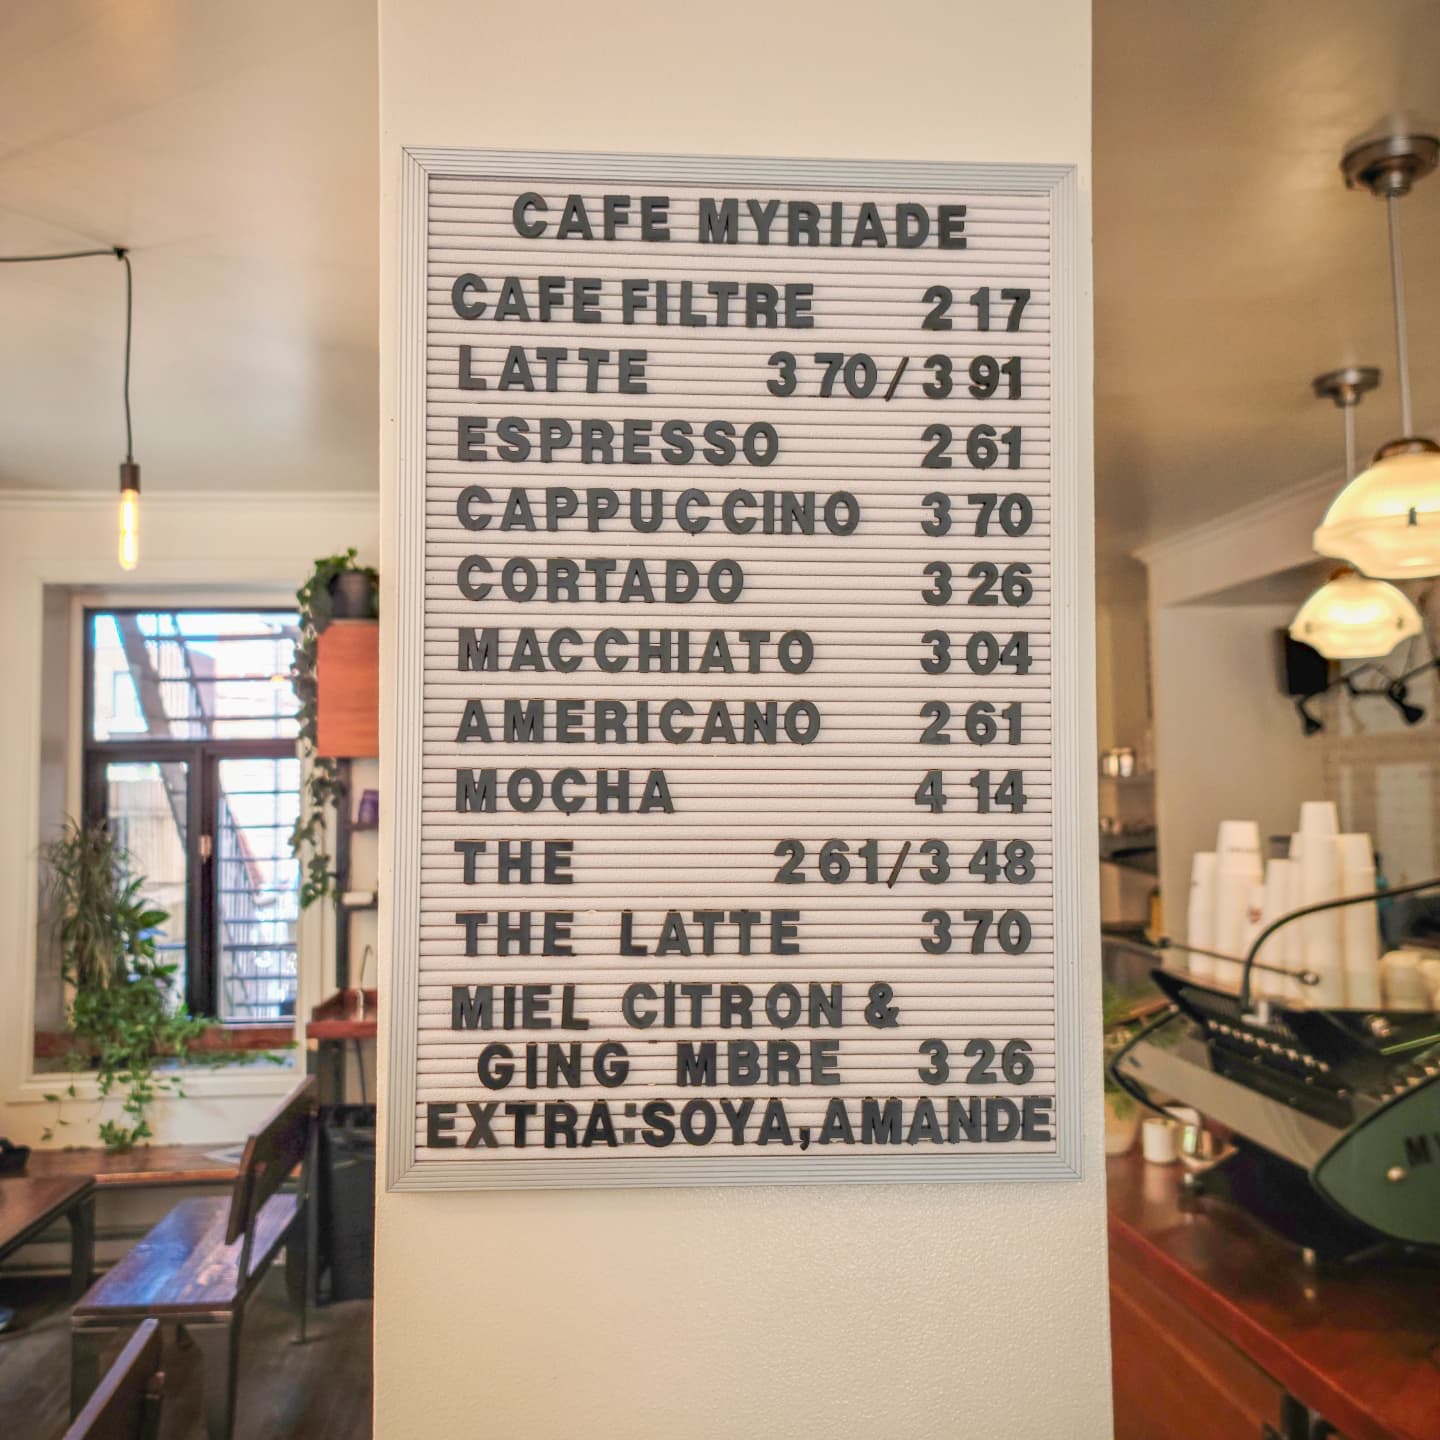 CAFE MYRIADE
CAFE FILTRE 2 17
LATTE 3 70/3 91
ESPRESSO 2 61
CAPPUCCINO 3 70
CORTADO 3 26
MACCHIATO 3 04
AMERICANO 2 61
MOCHA 4 14
THE 2 61/3 48
THE LATTE 3 70
MIEL CITRON &
GING MBRE 3 26
EXTRA:SOYA,AMANDE